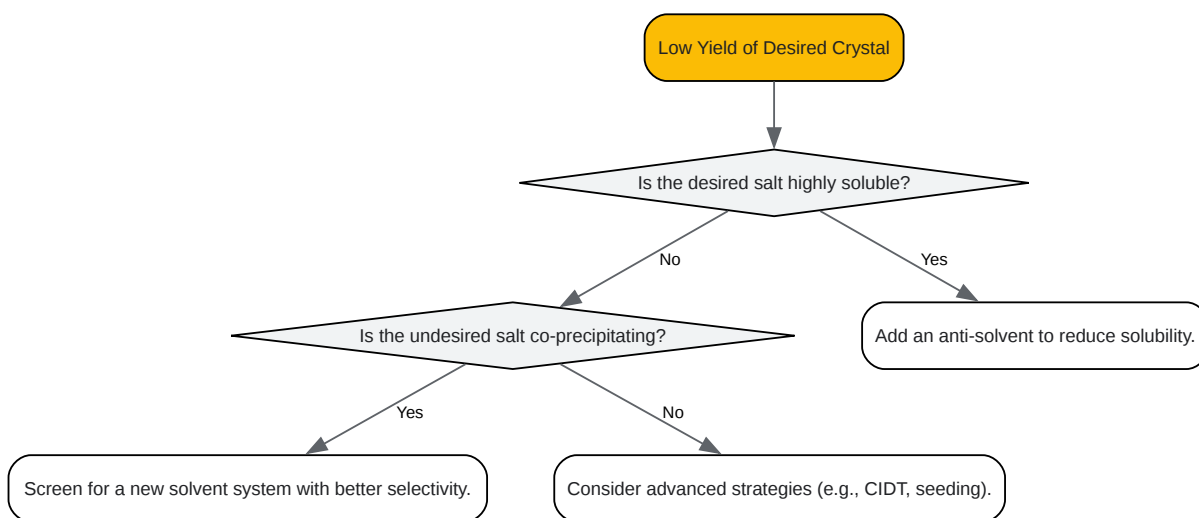 Low Yield of Desired Crystal
Is the desired salt highly soluble?
No
Yes
Is the undesired salt co-precipitating?
Add an anti-solvent to reduce solubility.
Yes
No
Screen for a new solvent system with better selectivity.
Consider advanced strategies (e.g., CIDT, seeding).